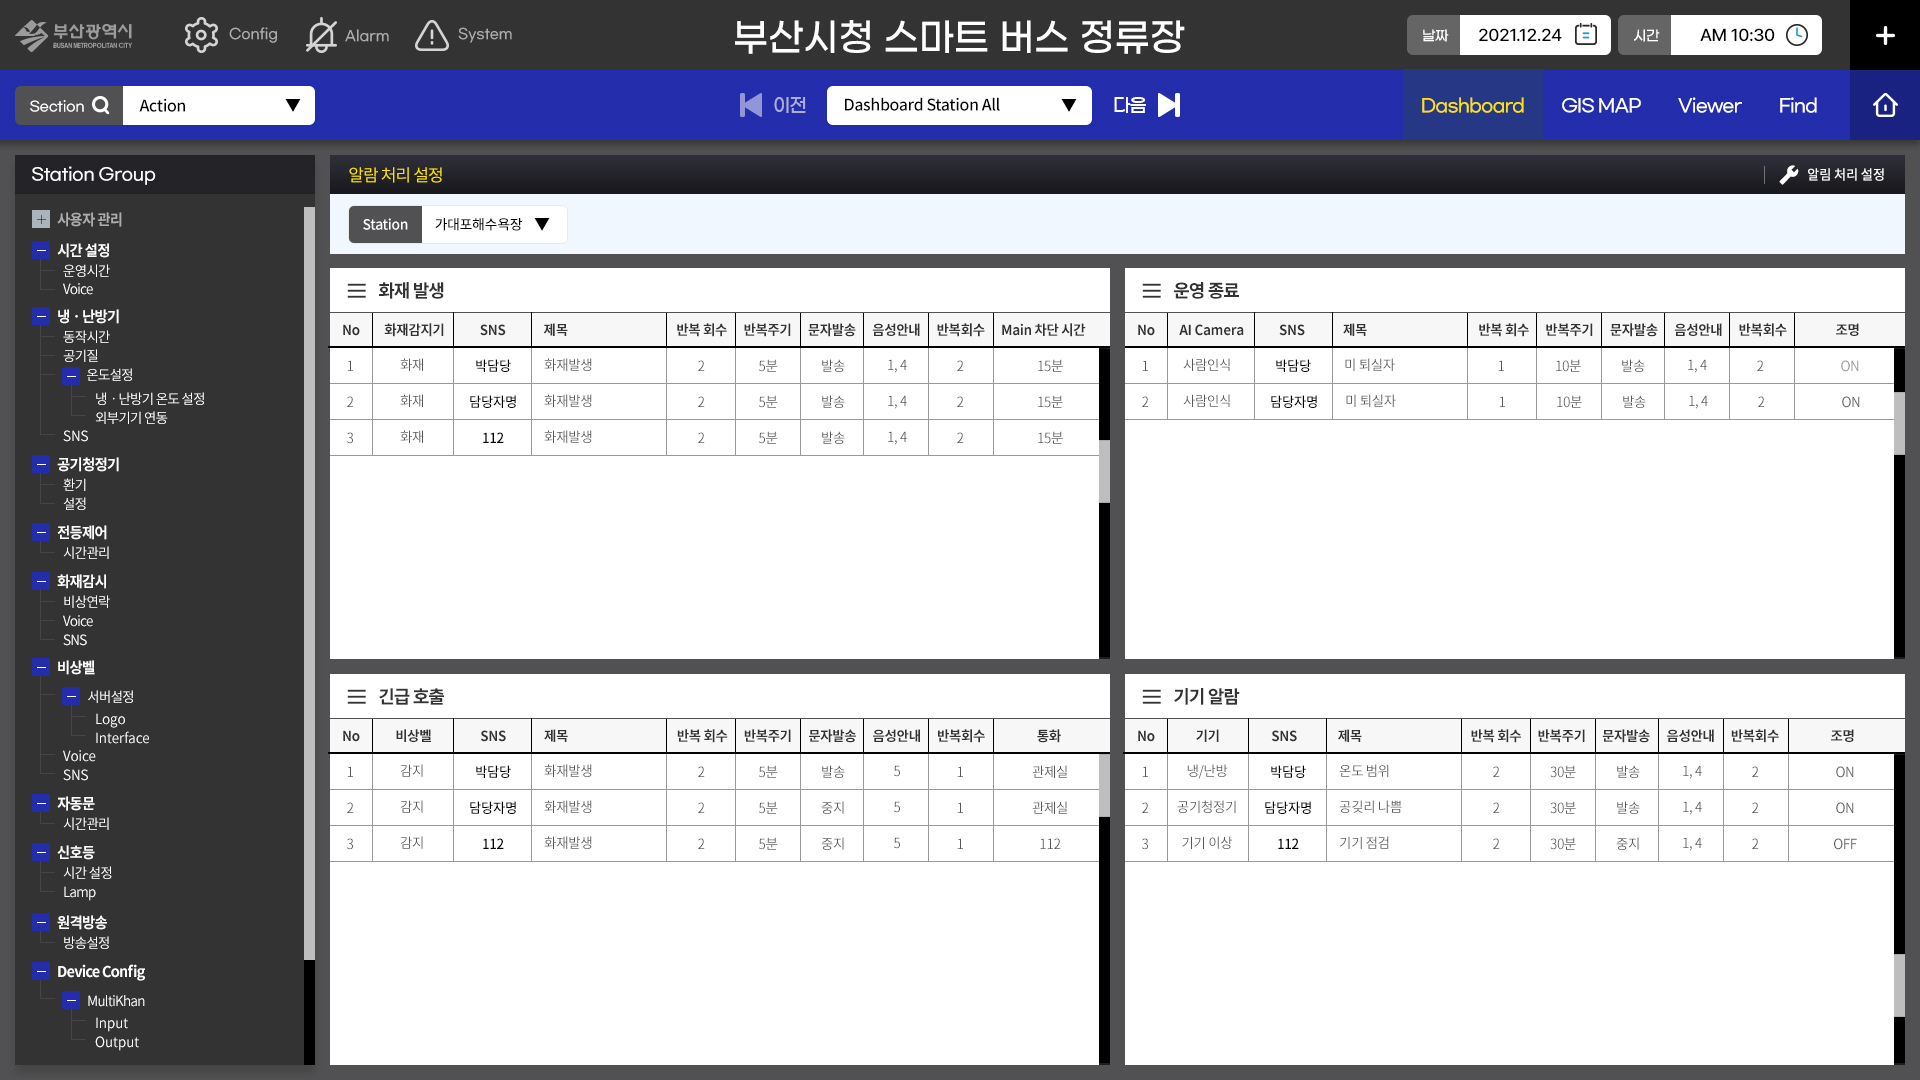 부산광역시
BUSAN METROPOLITAN CITY
Config
Alarm
System
부산시청 스마트 버스 정류장
날짜 2021.12.24
시간 AM 10:30
Section Action
이전 Dashboard Station All 다음
Dashboard GIS MAP Viewer Find
Station Group
사용자 관리
시간 설정
운영시간
Voice
냉 · 난방기
동작시간
공기질
온도설정
냉 · 난방기 온도 설정
외부기기 연동
SNS
공기청정기
환기
설정
전등제어
시간관리
화재감시
비상연락
Voice
SNS
비상벨
서버설정
Logo
Interface
Voice
SNS
자동문
시간관리
신호등
시간 설정
Lamp
원격방송
방송설정
Device Config
MultiKhan
Input
Output
알람 처리 설정
알림 처리 설정
Station 가대포해수욕장
화재 발생
No 화재감지기 SNS 제목 반복 회수 반복주기 문자발송 음성안내 반복회수 Main 차단 시간
1 화재 박담당 화재발생 2 5분 발송 1, 4 2 15분
2 화재 담당자명 화재발생 2 5분 발송 1, 4 2 15분
3 화재 112 화재발생 2 5분 발송 1, 4 2 15분
운영 종료
No AI Camera SNS 제목 반복 회수 반복주기 문자발송 음성안내 반복회수 조명
1 사람인식 박담당 미 퇴실자 1 10분 발송 1, 4 2 ON
2 사람인식 담당자명 미 퇴실자 1 10분 발송 1, 4 2 ON
긴급 호출
No 비상벨 SNS 제목 반복 회수 반복주기 문자발송 음성안내 반복회수 통화
1 감지 박담당 화재발생 2 5분 발송 5 1 관제실
2 감지 담당자명 화재발생 2 5분 중지 5 1 관제실
3 감지 112 화재발생 2 5분 중지 5 1 112
기기 알람
No 기기 SNS 제목 반복 회수 반복주기 문자발송 음성안내 반복회수 조명
1 냉/난방 박담당 온도 범위 2 30분 발송 1, 4 2 ON
2 공기청정기 담당자명 공깆리 나쁨 2 30분 발송 1, 4 2 ON
3 기기 이상 112 기기 점검 2 30분 중지 1, 4 2 OFF